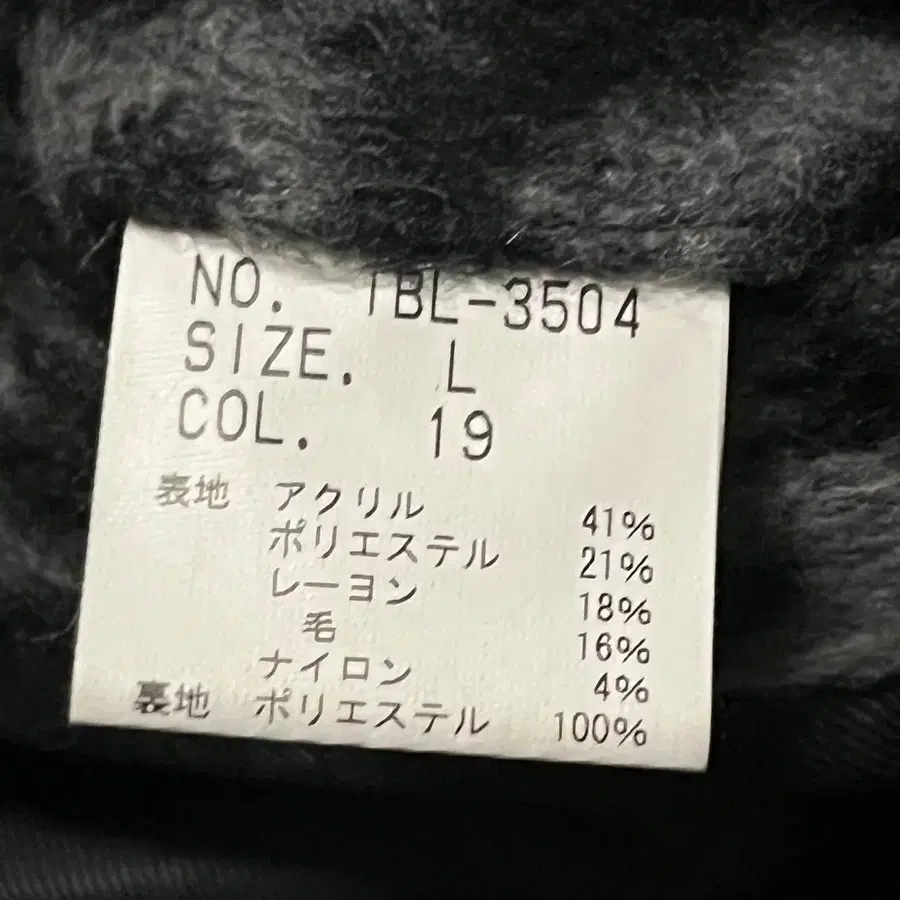 NO. TBL-3504
SIZE. L
COL. 19
表地 アクリル 41%
ポリエステル 21%
レーヨン 18%
毛 16%
ナイロン 4%
裏地 ポリエステル 100%